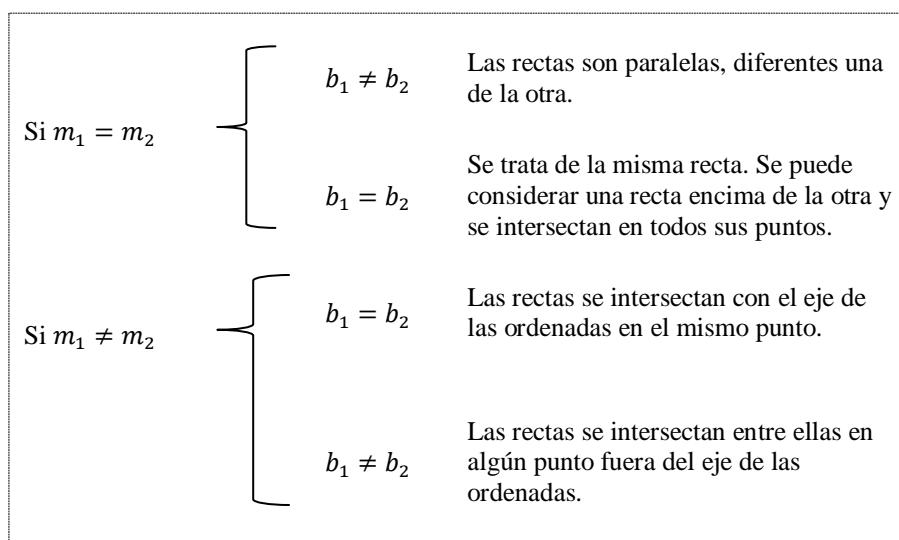 Si m₁ = m₂
b₁ ≠ b₂
Las rectas son paralelas, diferentes una
de la otra.
b₁ = b₂
Se trata de la misma recta. Se puede
considerar una recta encima de la otra y
se intersectan en todos sus puntos.
Si m₁ ≠ m₂
b₁ = b₂
Las rectas se intersectan con el eje de
las ordenadas en el mismo punto.
b₁ ≠ b₂
Las rectas se intersectan entre ellas en
algún punto fuera del eje de las
ordenadas.